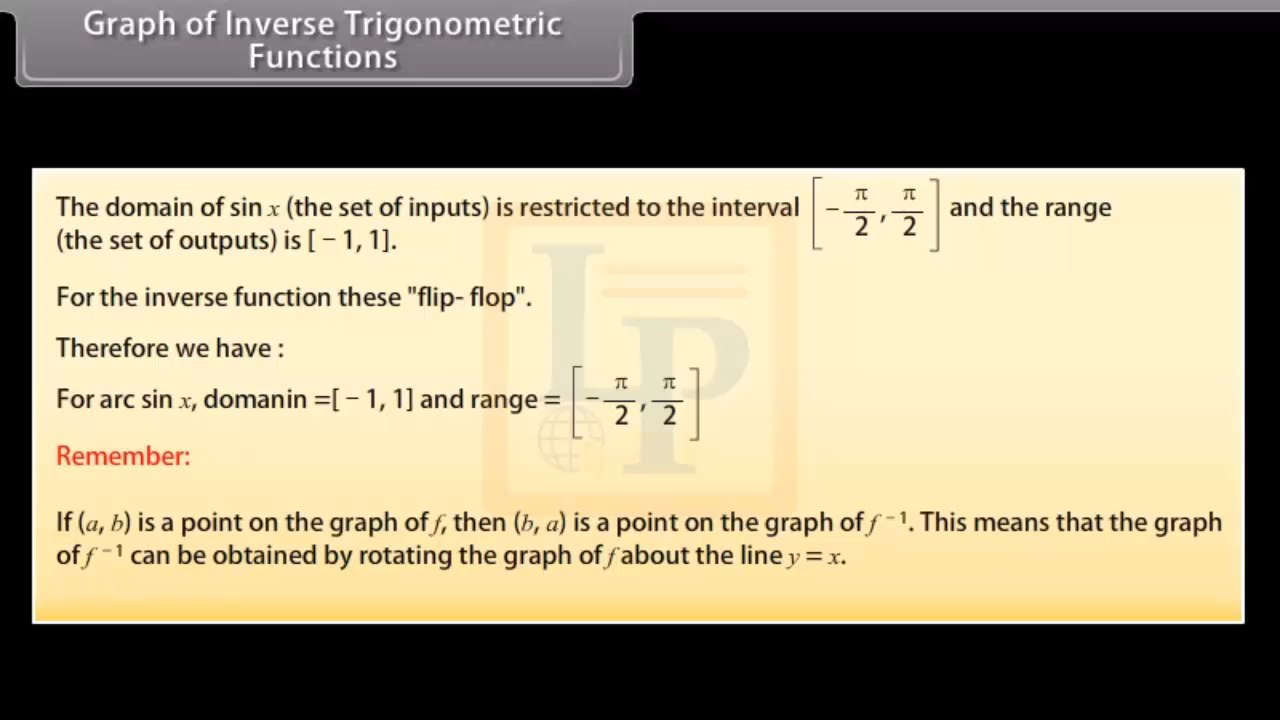 Graph of Inverse Trigonometric
Functions
The domain of sin x (the set of inputs) is restricted to the interval [ - π/2 , π/2 ] and the range
(the set of outputs) is [ − 1, 1].
For the inverse function these "flip- flop".
Therefore we have :
For arc sin x, domanin =[ − 1, 1] and range = [ - π/2 , π/2 ]
Remember:
If (a, b) is a point on the graph of f, then (b, a) is a point on the graph of f ⁻¹. This means that the graph
of f ⁻¹ can be obtained by rotating the graph of f about the line y = x.
LP